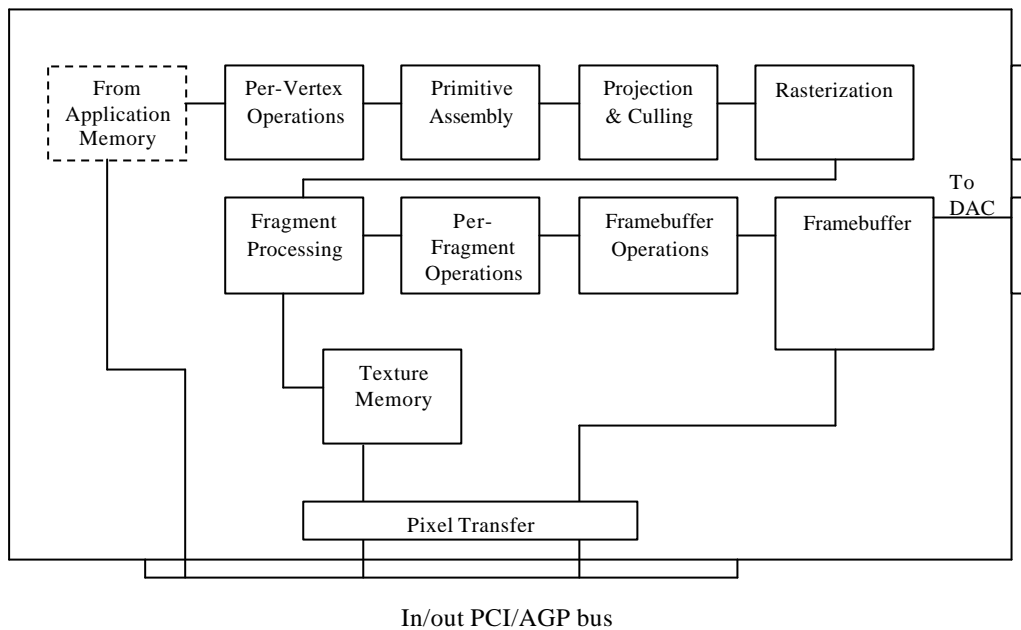 From
Application
Memory
Per-Vertex
Operations
Primitive
Assembly
Projection
& Culling
Rasterization
To
DAC
Fragment
Processing
Per-
Fragment
Operations
Framebuffer
Operations
Framebuffer
Texture
Memory
Pixel Transfer
In/out PCI/AGP bus